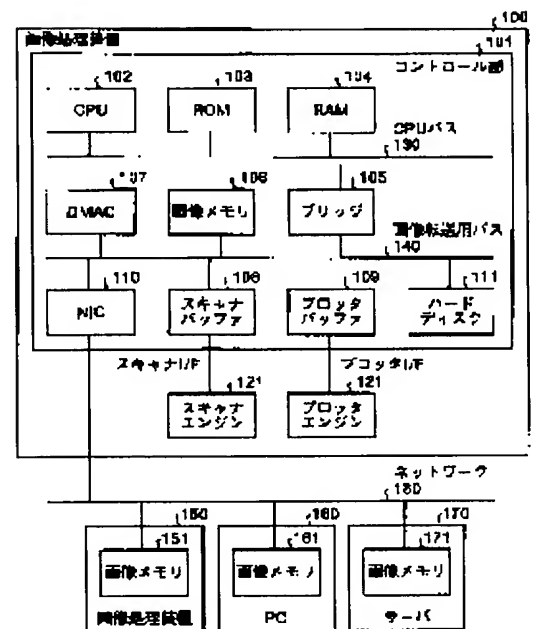 100
画像処理装置
101
コントロール部
102 103 104
CPU ROM RAM
CPUバス
130
107 106 105
DMAC 画像メモリ ブリッジ
画像転送用バス
140
110 108 109 111
NIC スキャナバッファ プロッタバッファ ハードディスク
スキャナI/F プロッタI/F
121 121
スキャナエンジン プロッタエンジン
ネットワーク
180
150 160 170
151 161 171
画像メモリ 画像メモリ 画像メモリ
画像処理装置 PC サーバ